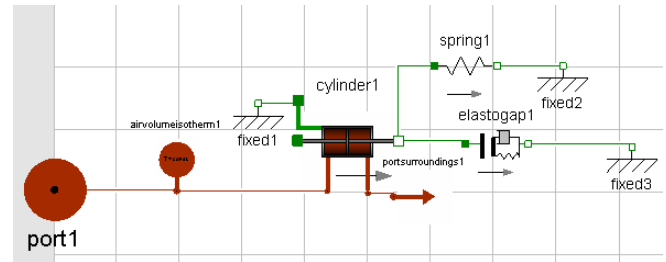 spring1
cylinder1
fixed2
elastogap1
airvolumeisotherm1
fixed1
portsurroundings1
fixed3
port1